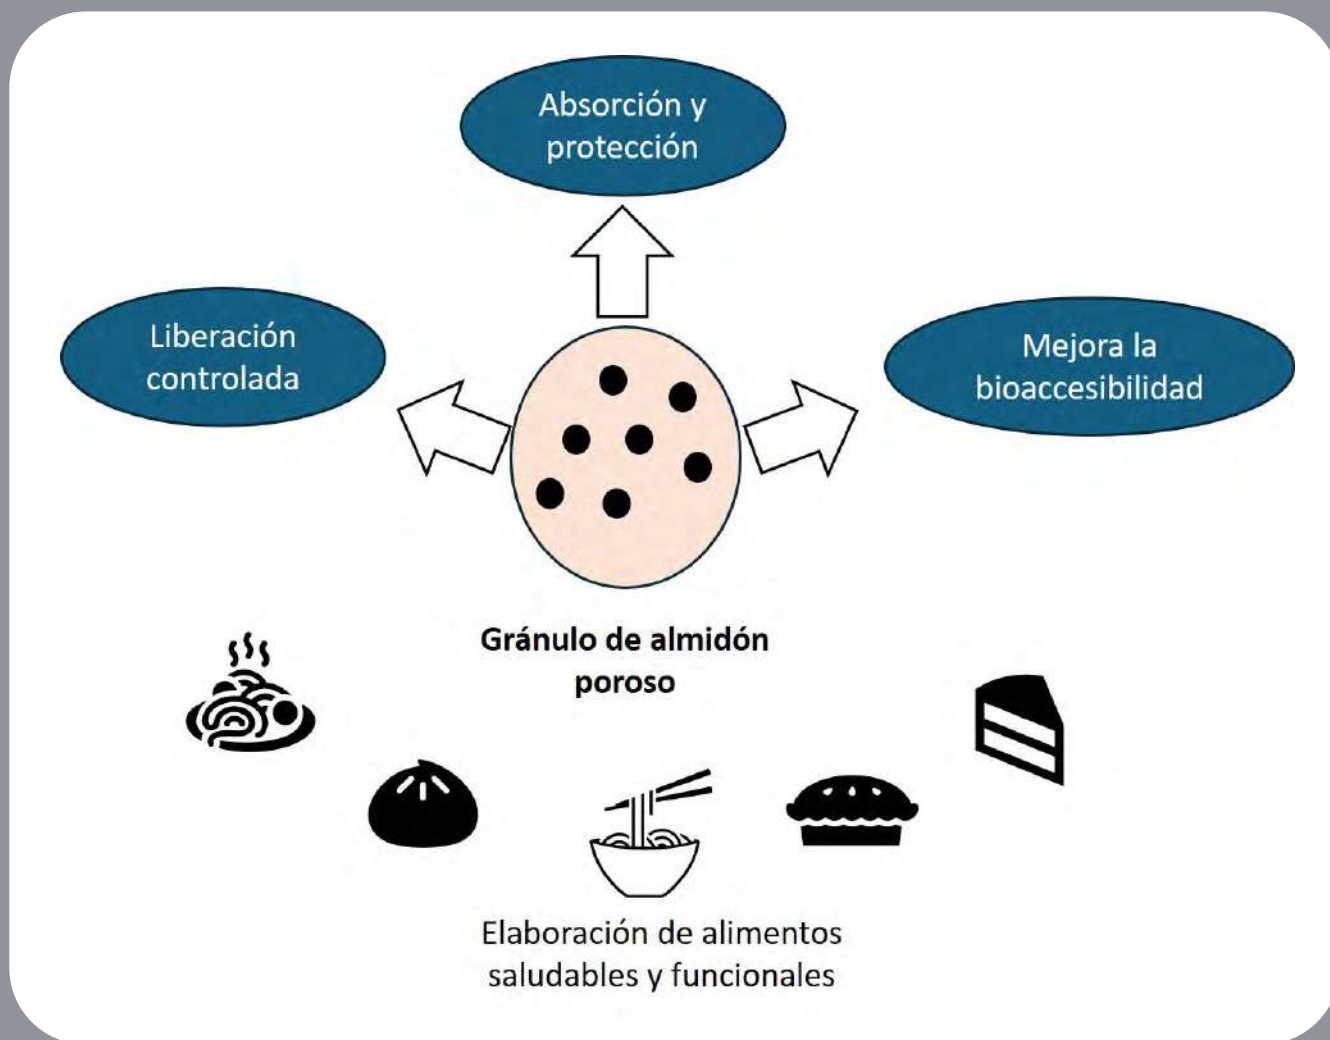 Absorción y
protección
Liberación
controlada
Mejora la
bioaccesibilidad
Gránulo de almidón
poroso
Elaboración de alimentos
saludables y funcionales